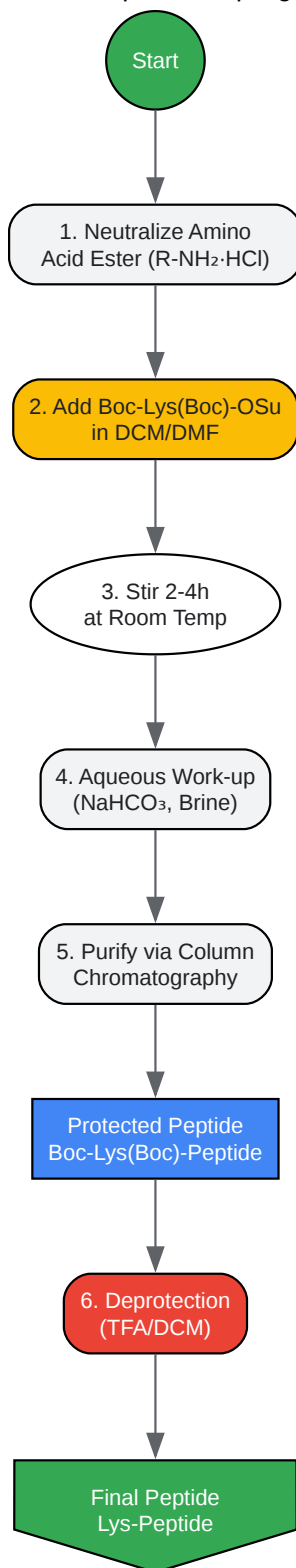 Start
1. Neutralize Amino
Acid Ester (R-NH₂·HCl)
2. Add Boc-Lys(Boc)-OSu
in DCM/DMF
3. Stir 2-4h
at Room Temp
4. Aqueous Work-up
(NaHCO₃, Brine)
5. Purify via Column
Chromatography
Protected Peptide
Boc-Lys(Boc)-Peptide
6. Deprotection
(TFA/DCM)
Final Peptide
Lys-Peptide